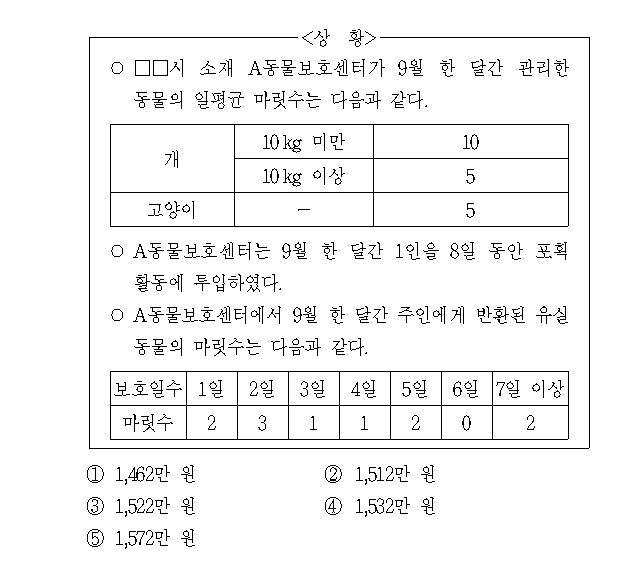 <상 황>
○ □□시 소재 A동물보호센터가 9월 한 달간 관리한
동물의 일평균 마릿수는 다음과 같다.
개 10 kg 미만 10
10 kg 이상 5
고양이 － 5
○ A동물보호센터는 9월 한 달간 1인을 8일 동안 포획
활동에 투입하였다.
○ A동물보호센터에서 9월 한 달간 주인에게 반환된 유실
동물의 마릿수는 다음과 같다.
보호일수 1일 2일 3일 4일 5일 6일 7일 이상
마릿수 2 3 1 1 2 0 2
① 1,462만 원 ② 1,512만 원
③ 1,522만 원 ④ 1,532만 원
⑤ 1,572만 원